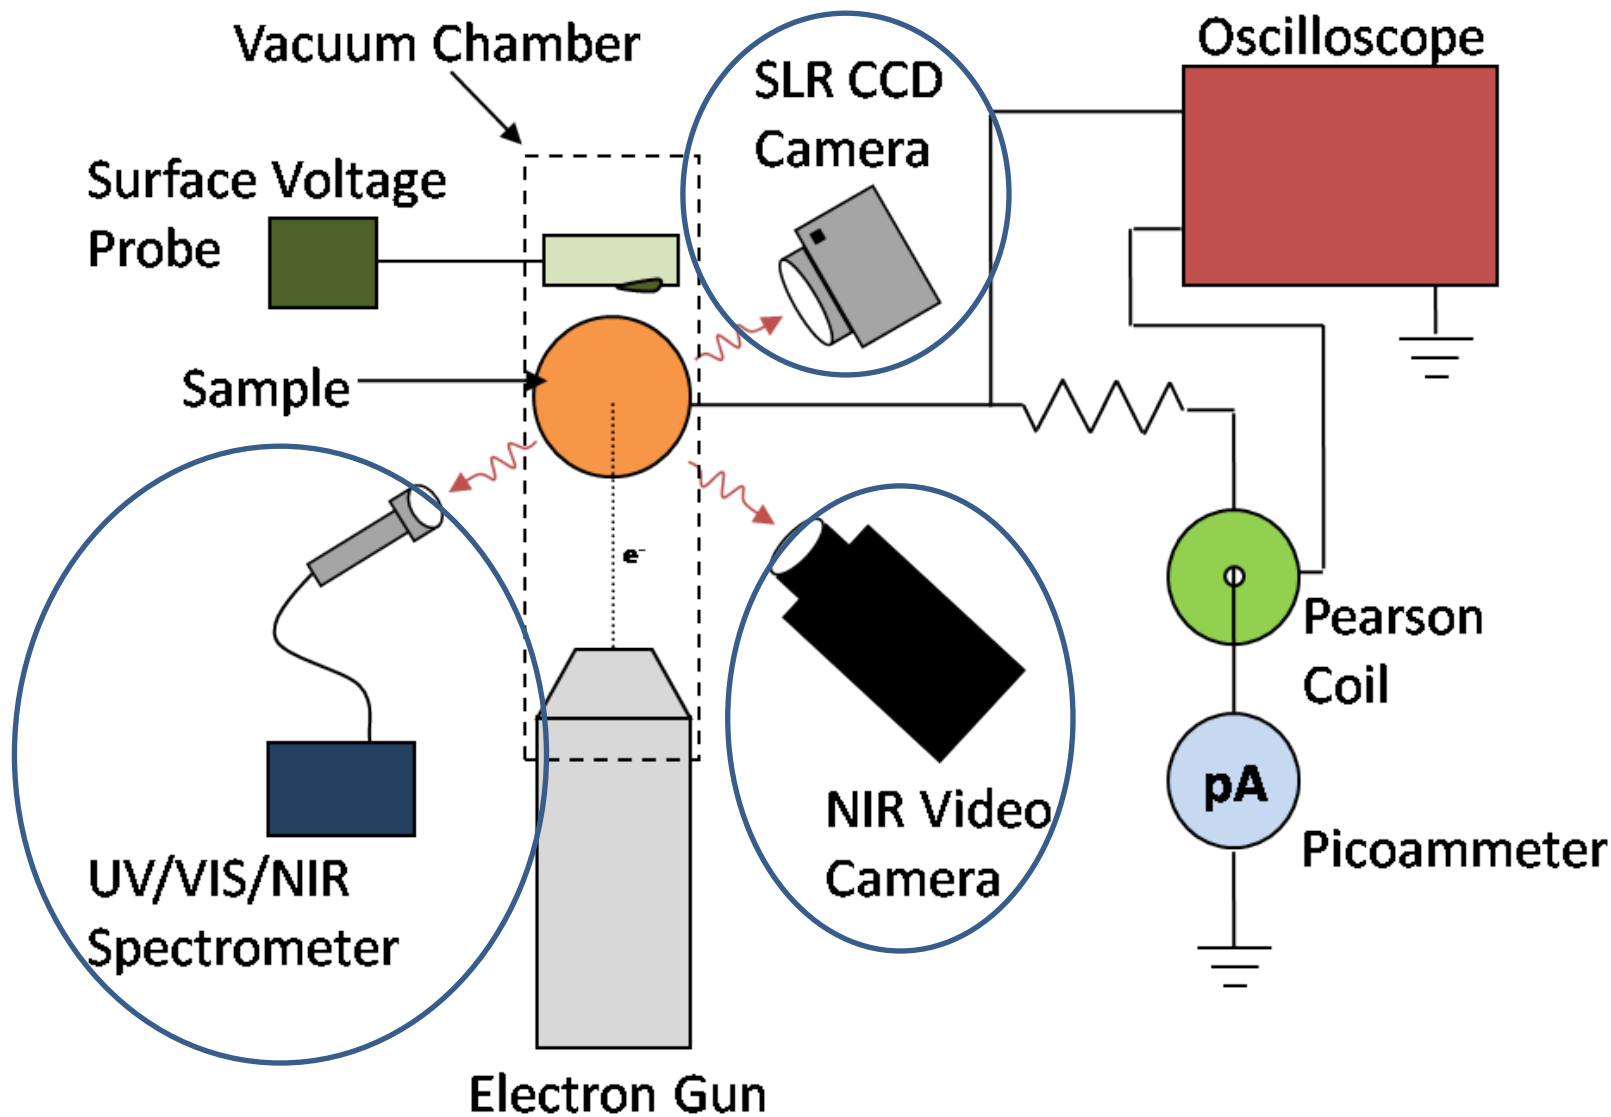 Vacuum Chamber
SLR CCD
Camera
Oscilloscope
Surface Voltage
Probe
Sample
e⁻
Pearson
Coil
pA
Picoammeter
NIR Video
Camera
UV/VIS/NIR
Spectrometer
Electron Gun